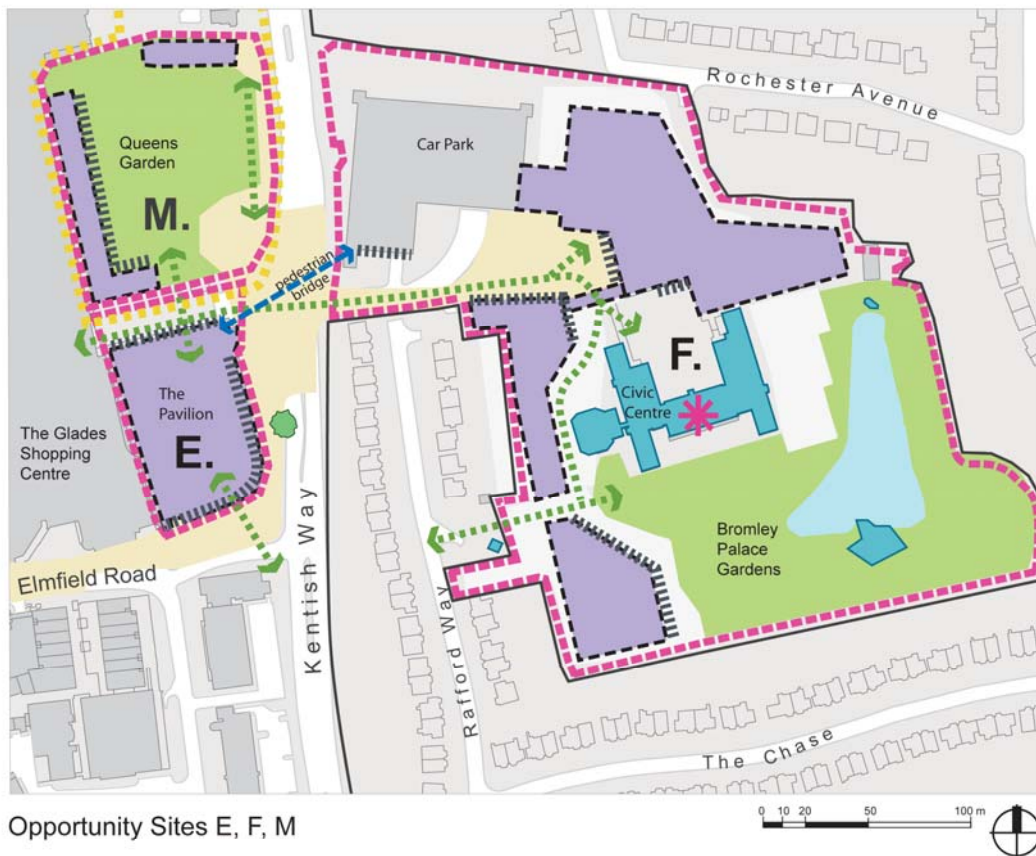 Rochester Avenue
Queens
Garden
Car Park
M.
pedestrian
bridge
F.
The
Pavilion
Civic
Centre
The Glades
Shopping
Centre
E.
Kentish Way
Bromley
Palace
Gardens
Elmfield Road
Rafford Way
The Chase
Opportunity Sites E, F, M
0 10 20 50 100 m